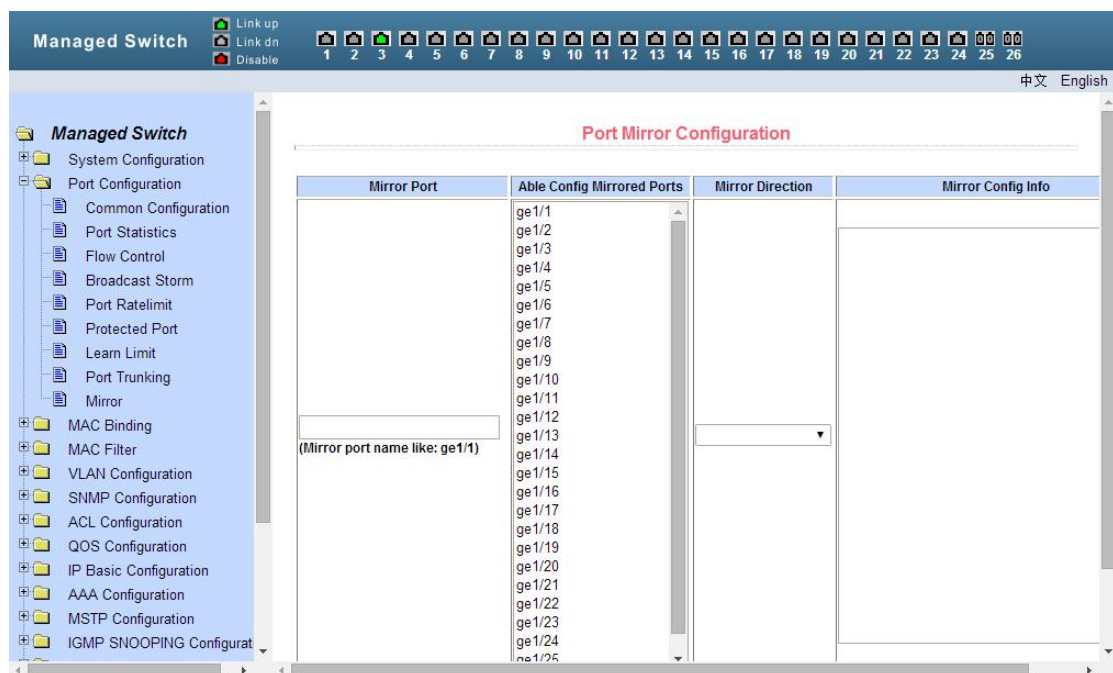 Managed Switch
Link up
Link dn
Disable
1 2 3 4 5 6 7 8 9 10 11 12 13 14 15 16 17 18 19 20 21 22 23 24 25 26
中文 English
Managed Switch
System Configuration
Port Configuration
Common Configuration
Port Statistics
Flow Control
Broadcast Storm
Port Ratelimit
Protected Port
Learn Limit
Port Trunking
Mirror
MAC Binding
MAC Filter
VLAN Configuration
SNMP Configuration
ACL Configuration
QOS Configuration
IP Basic Configuration
AAA Configuration
MSTP Configuration
IGMP SNOOPING Configurat
Port Mirror Configuration
Mirror Port Able Config Mirrored Ports Mirror Direction Mirror Config Info
(Mirror port name like: ge1/1)
ge1/1
ge1/2
ge1/3
ge1/4
ge1/5
ge1/6
ge1/7
ge1/8
ge1/9
ge1/10
ge1/11
ge1/12
ge1/13
ge1/14
ge1/15
ge1/16
ge1/17
ge1/18
ge1/19
ge1/20
ge1/21
ge1/22
ge1/23
ge1/24
ge1/25